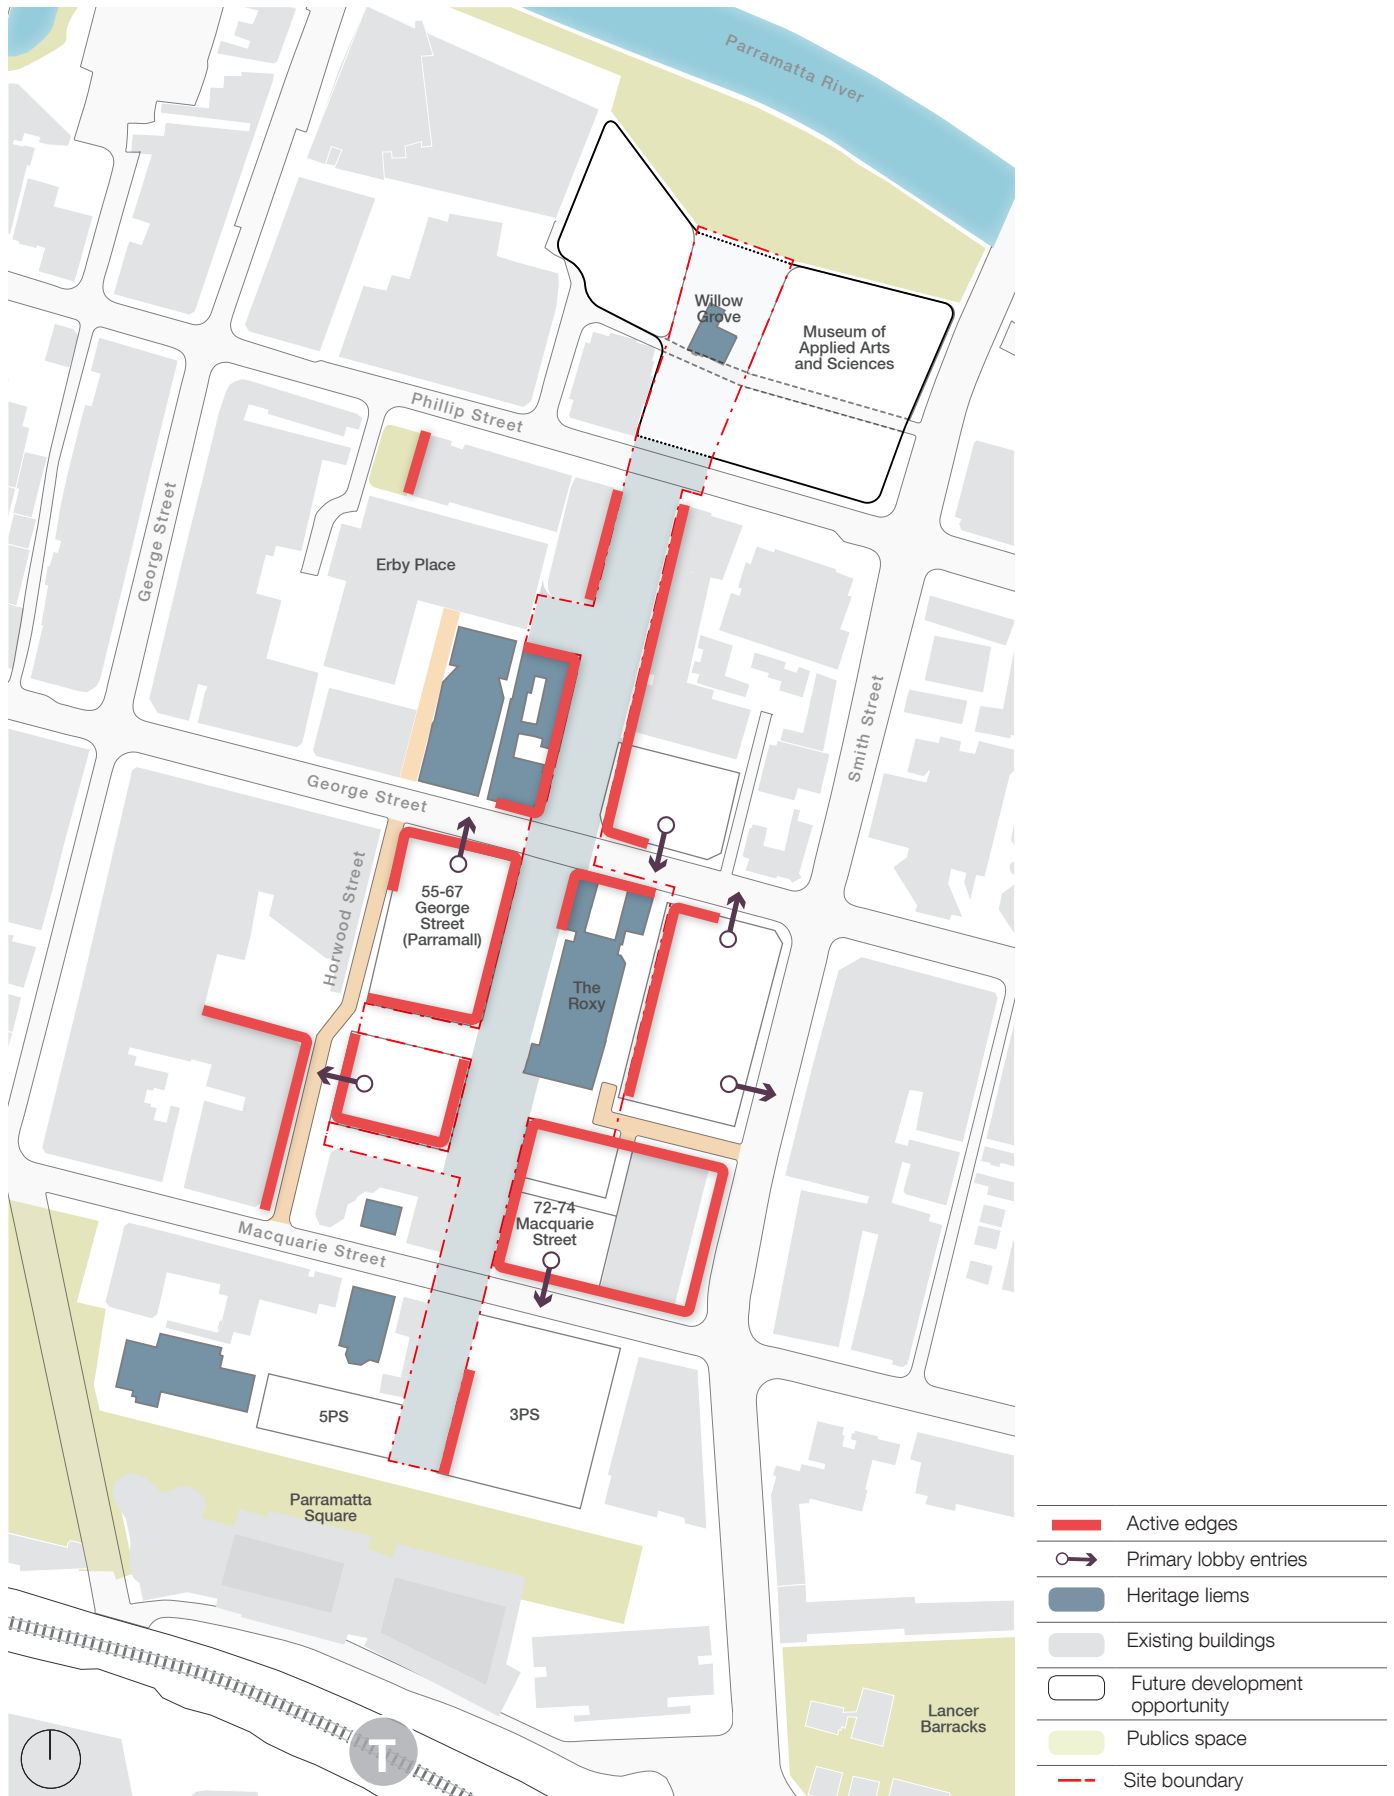 Parramatta River
Willow
Grove
Museum of
Applied Arts
and Sciences
Phillip Street
George Street
Erby Place
Smith Street
George Street
Horwood Street
55-67
George
Street
(Parramall)
The
Roxy
72-74
Macquarie
Street
Macquarie Street
5PS
3PS
Parramatta
Square
Lancer
Barracks
T
Active edges
Primary lobby entries
Heritage Iiems
Existing buildings
Future development
opportunity
Publics space
Site boundary